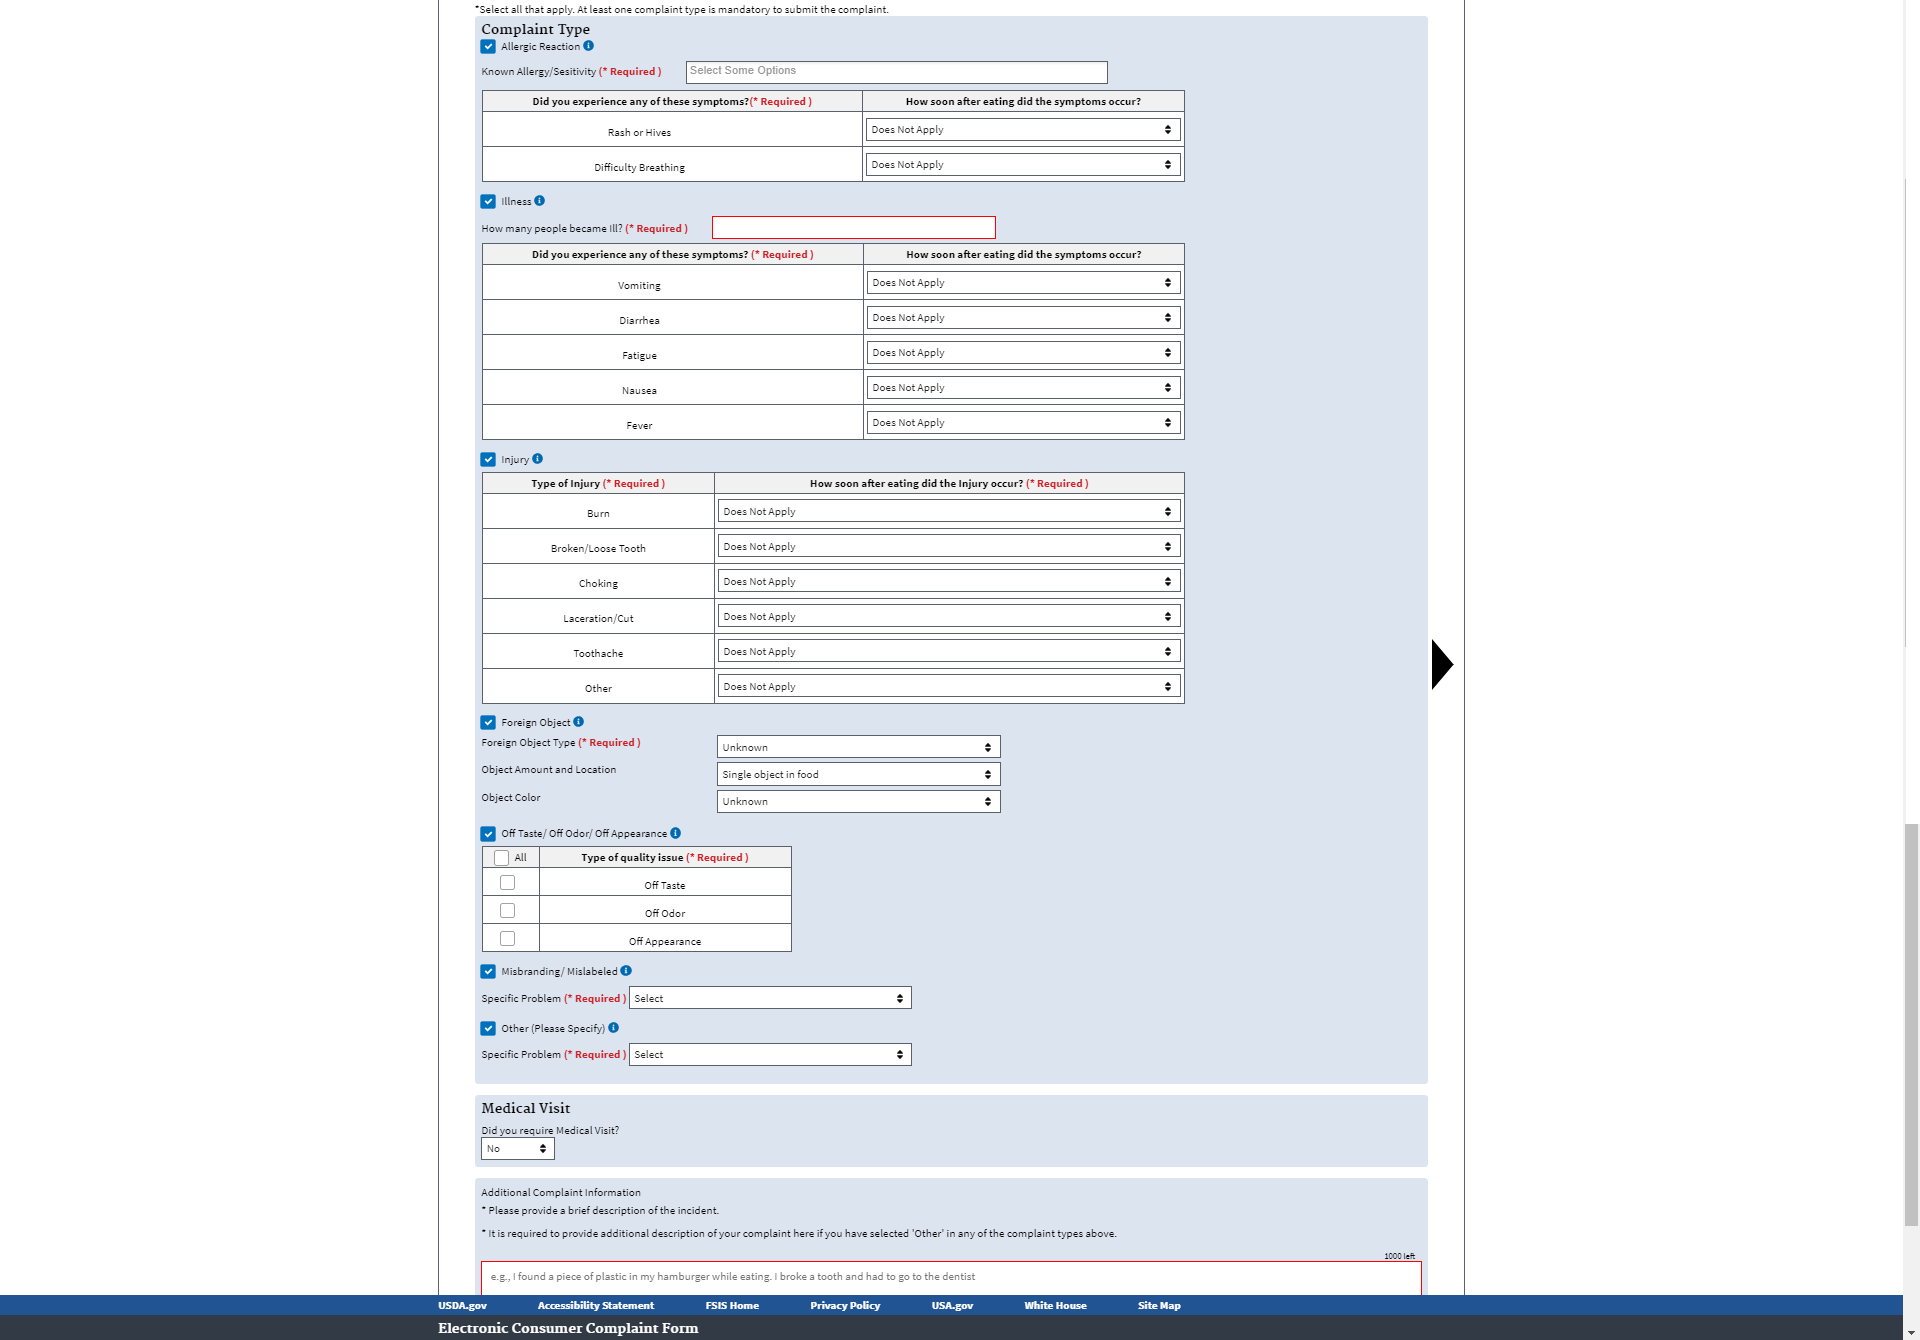 *Select all that apply. At least one complaint type is mandatory to submit the complaint.
Complaint Type
Allergic Reaction
Known Allergy/Sesitivity (* Required ) Select Some Options
Did you experience any of these symptoms?(* Required ) How soon after eating did the symptoms occur?
Rash or Hives Does Not Apply
Difficulty Breathing Does Not Apply
Illness
How many people became Ill? (* Required )
Did you experience any of these symptoms? (* Required ) How soon after eating did the symptoms occur?
Vomiting Does Not Apply
Diarrhea Does Not Apply
Fatigue Does Not Apply
Nausea Does Not Apply
Fever Does Not Apply
Injury
Type of Injury (* Required ) How soon after eating did the Injury occur? (* Required )
Burn Does Not Apply
Broken/Loose Tooth Does Not Apply
Choking Does Not Apply
Laceration/Cut Does Not Apply
Toothache Does Not Apply
Other Does Not Apply
Foreign Object
Foreign Object Type (* Required ) Unknown
Object Amount and Location Single object in food
Object Color Unknown
Off Taste/ Off Odor/ Off Appearance
All Type of quality issue (* Required )
Off Taste
Off Odor
Off Appearance
Misbranding/ Mislabeled
Specific Problem (* Required ) Select
Other (Please Specify)
Specific Problem (* Required ) Select
Medical Visit
Did you require Medical Visit?
No
Additional Complaint Information
* Please provide a brief description of the incident.
* It is required to provide additional description of your complaint here if you have selected 'Other' in any of the complaint types above.
1000 left
e.g., I found a piece of plastic in my hamburger while eating. I broke a tooth and had to go to the dentist
USDA.gov Accessibility Statement FSIS Home Privacy Policy USA.gov White House Site Map
Electronic Consumer Complaint Form